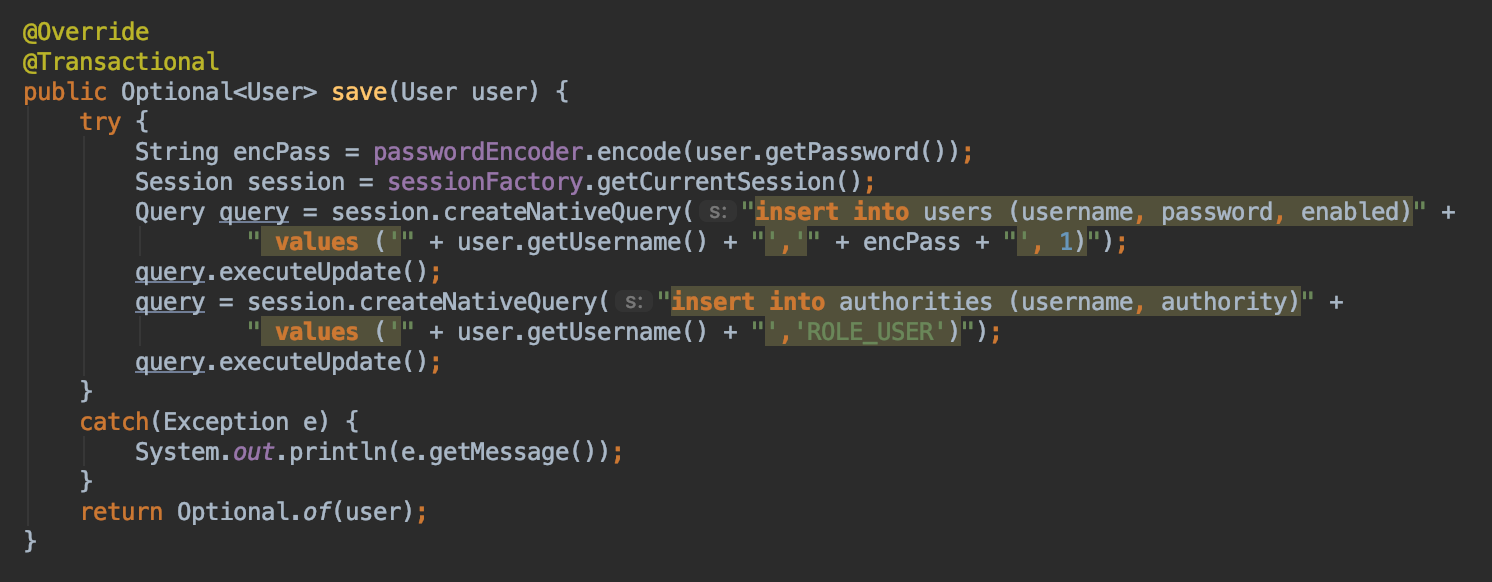 @Override
@Transactional
public Optional<User> save(User user) {
    try {
        String encPass = passwordEncoder.encode(user.getPassword());
        Session session = sessionFactory.getCurrentSession();
        Query query = session.createNativeQuery( s: "insert into users (username, password, enabled)" +
                " values ('" + user.getUsername() + "','" + encPass + "', 1)");
        query.executeUpdate();
        query = session.createNativeQuery( s: "insert into authorities (username, authority)" +
                " values ('" + user.getUsername() + "','ROLE_USER')");
        query.executeUpdate();
    }
    catch(Exception e) {
        System.out.println(e.getMessage());
    }
    return Optional.of(user);
}